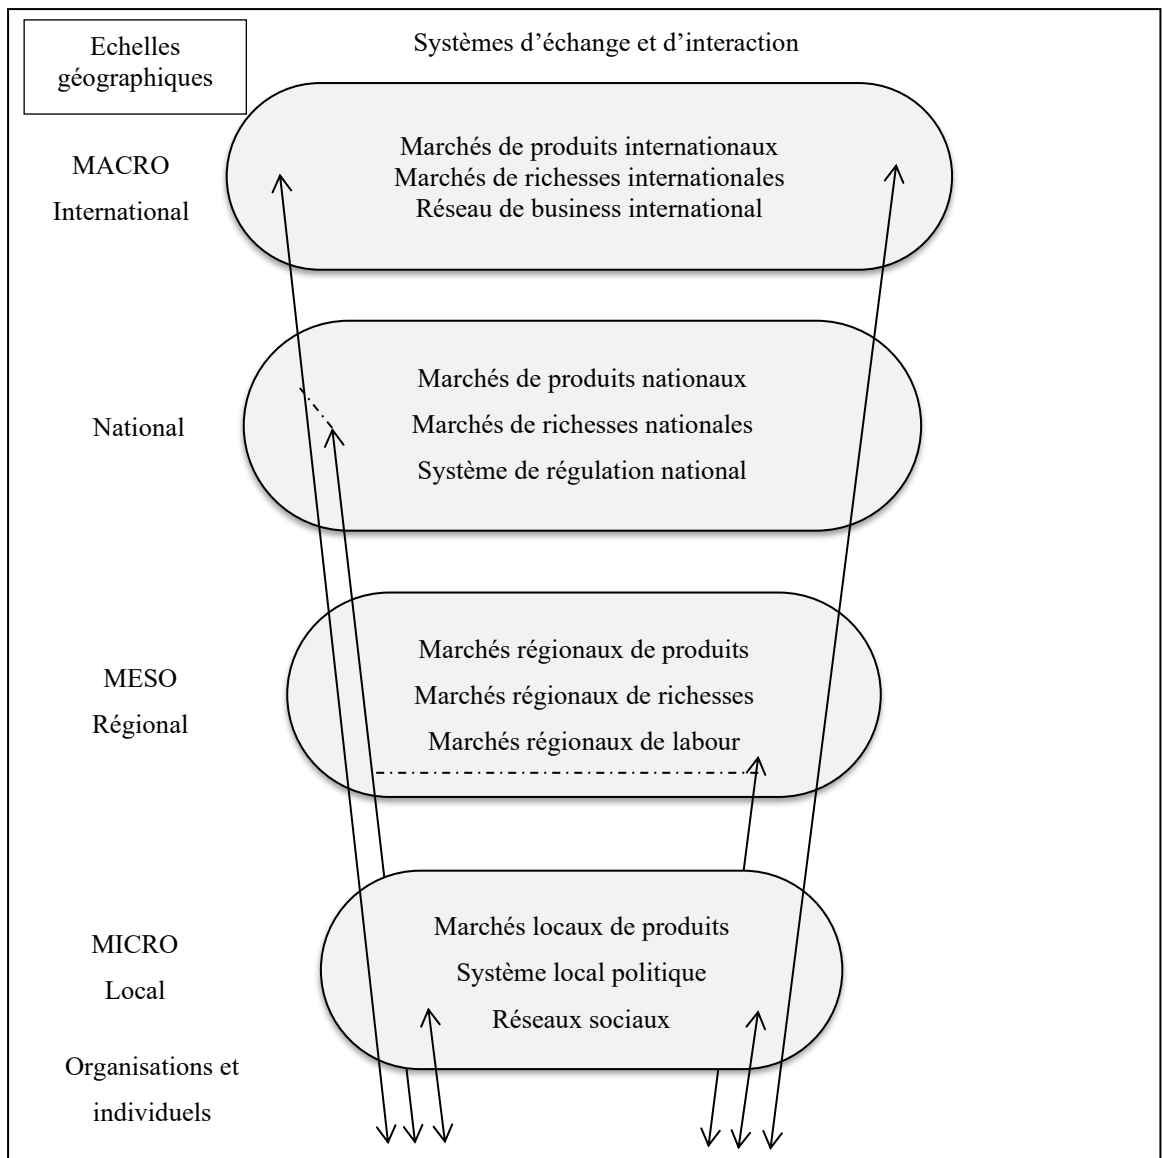 Echelles
géographiques
Systèmes d’échange et d’interaction
MACRO
International
Marchés de produits internationaux
Marchés de richesses internationales
Réseau de business international
National
Marchés de produits nationaux
Marchés de richesses nationales
Système de régulation national
MESO
Régional
Marchés régionaux de produits
Marchés régionaux de richesses
Marchés régionaux de labour
MICRO
Local
Marchés locaux de produits
Système local politique
Réseaux sociaux
Organisations et
individuels